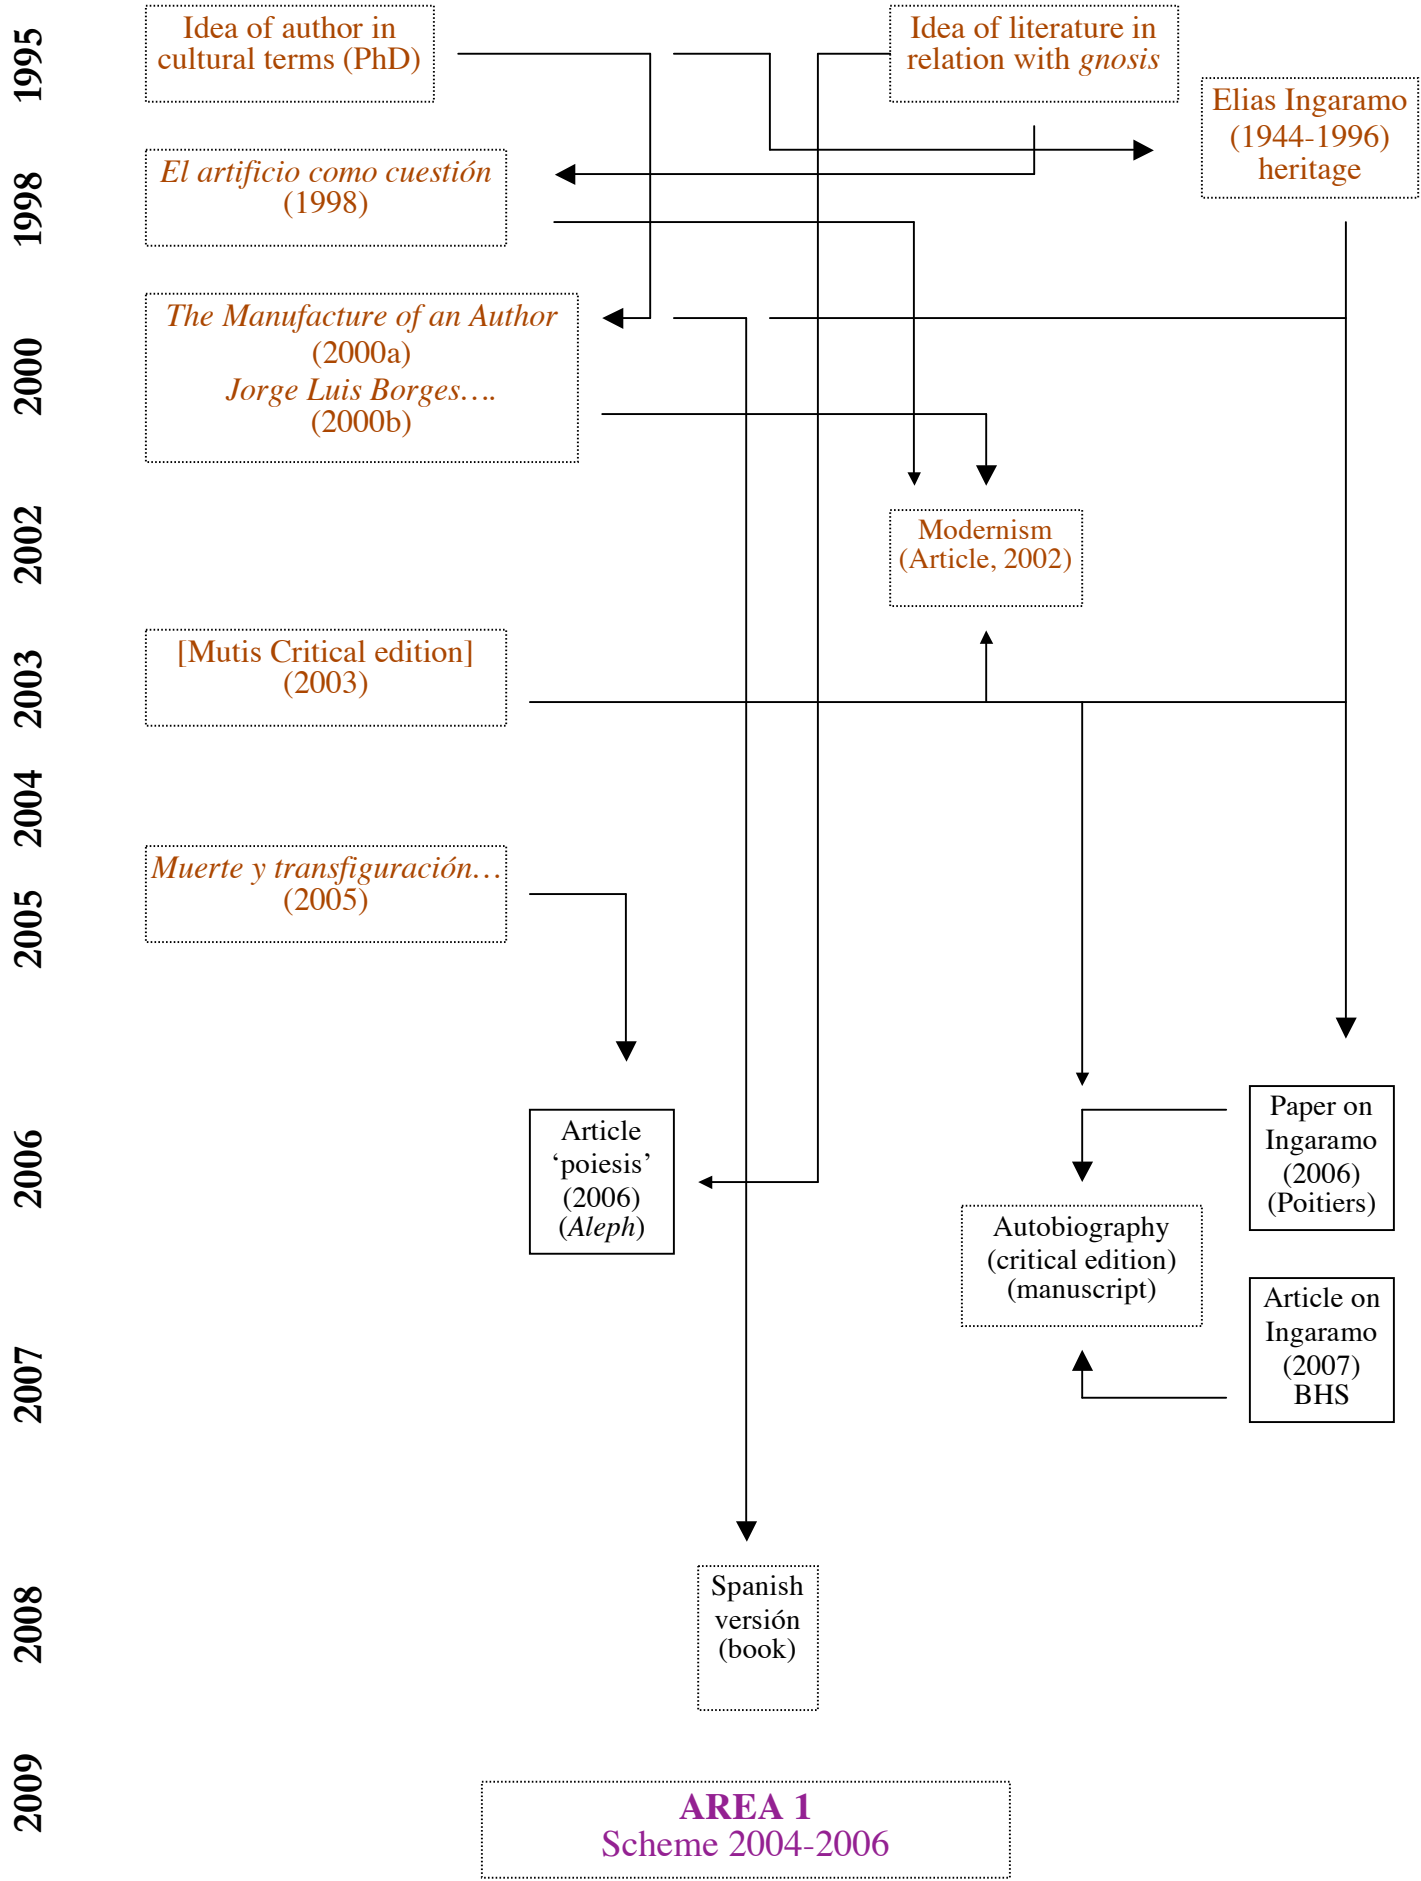 1995
Idea of author in
cultural terms (PhD)
Idea of literature in
relation with gnosis
Elias Ingaramo
(1944-1996)
heritage
1998
El artificio como cuestión
(1998)
2000
The Manufacture of an Author
(2000a)
Jorge Luis Borges….
(2000b)
2002
Modernism
(Article, 2002)
2003
[Mutis Critical edition]
(2003)
2004
2005
Muerte y transfiguración…
(2005)
2006
Article
‘poiesis’
(2006)
(Aleph)
Autobiography
(critical edition)
(manuscript)
Paper on
Ingaramo
(2006)
(Poitiers)
2007
Article on
Ingaramo
(2007)
BHS
2008
Spanish
versión
(book)
2009
AREA 1
Scheme 2004-2006